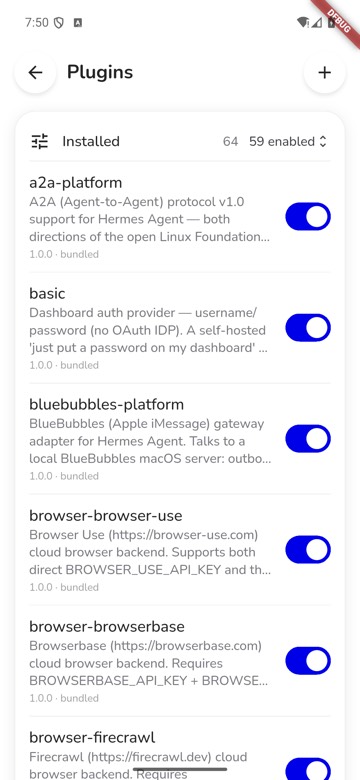 7:50
DEBUG
Plugins
Installed 64 59 enabled
a2a-platform
A2A (Agent-to-Agent) protocol v1.0
support for Hermes Agent — both
directions of the open Linux Foundation...
1.0.0 · bundled
basic
Dashboard auth provider — username/
password (no OAuth IDP). A self-hosted
'just put a password on my dashboard' ...
1.0.0 · bundled
bluebubbles-platform
BlueBubbles (Apple iMessage) gateway
adapter for Hermes Agent. Talks to a
local BlueBubbles macOS server: outbo...
1.0.0 · bundled
browser-browser-use
Browser Use (https://browser-use.com)
cloud browser backend. Supports both
direct BROWSER_USE_API_KEY and th...
1.0.0 · bundled
browser-browserbase
Browserbase (https://browserbase.com)
cloud browser backend. Requires
BROWSERBASE_API_KEY + BROWSE...
1.0.0 · bundled
browser-firecrawl
Firecrawl (https://firecrawl.dev) cloud
browser backend. Requires